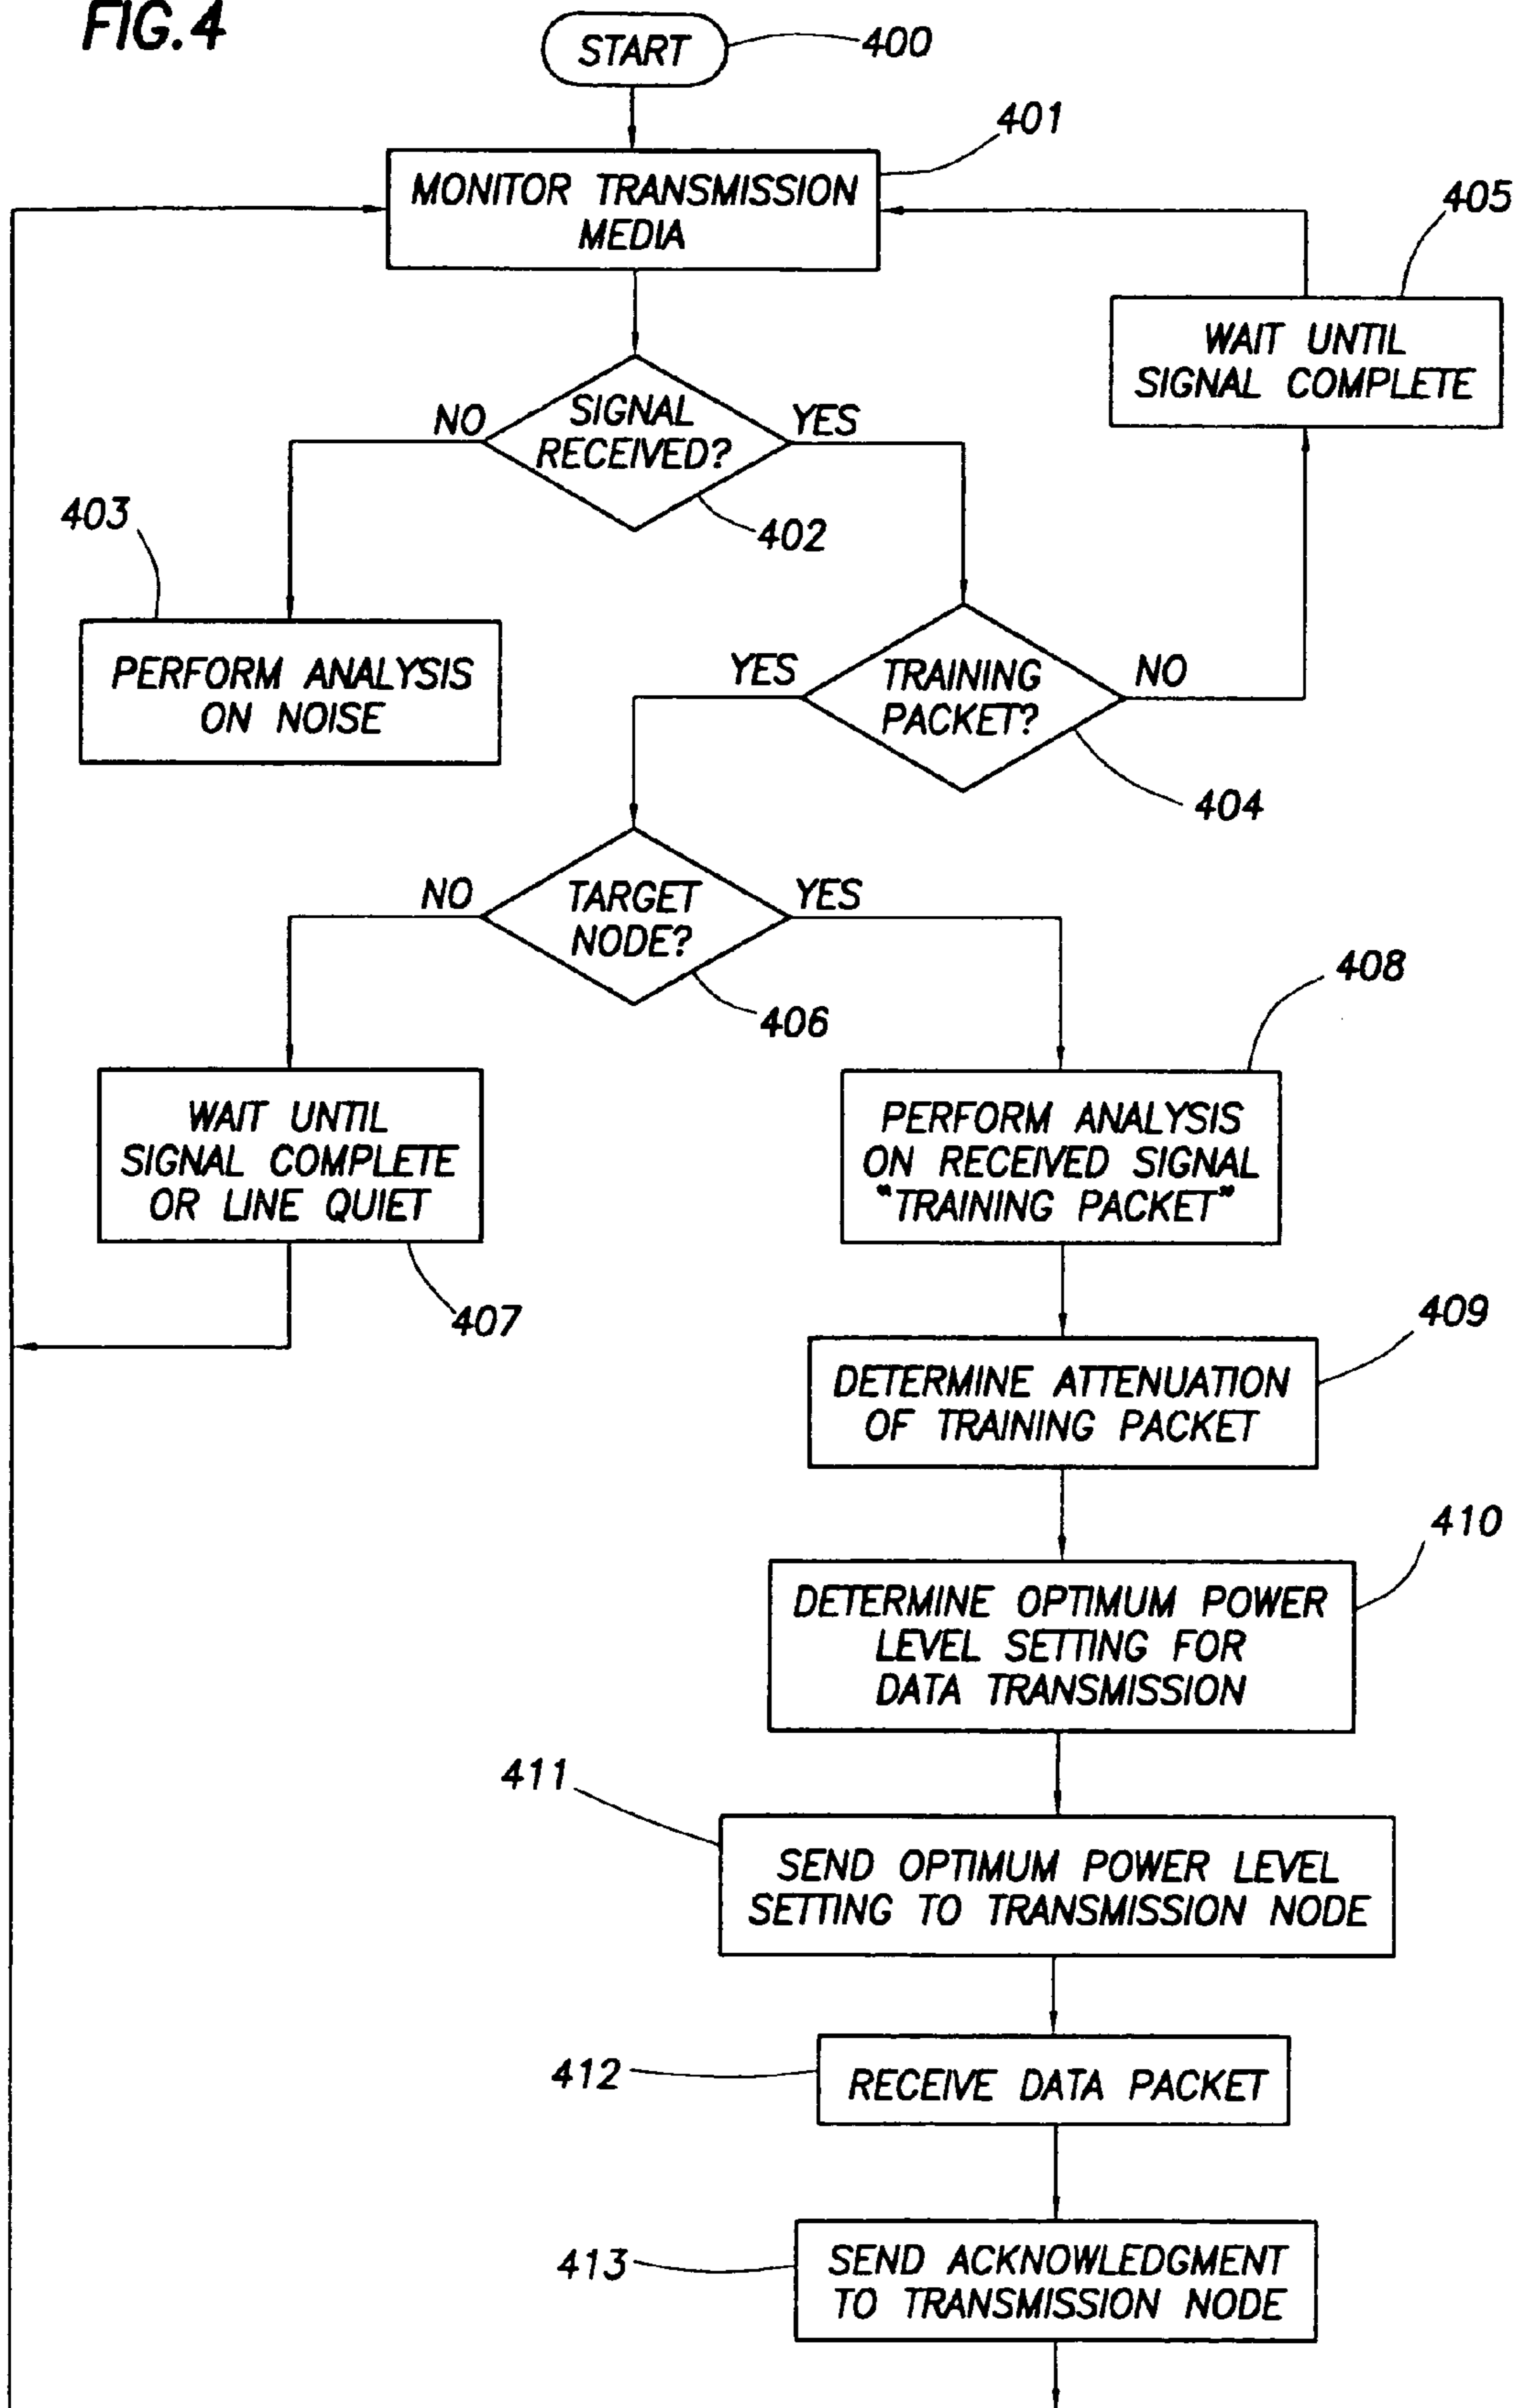 FIG.4
START
400
401
MONITOR TRANSMISSION
MEDIA
405
WAIT UNTIL
SIGNAL COMPLETE
NO
SIGNAL
RECEIVED?
YES
402
403
PERFORM ANALYSIS
ON NOISE
YES
TRAINING
PACKET?
NO
404
NO
TARGET
NODE?
YES
406
408
WAIT UNTIL
SIGNAL COMPLETE
OR LINE QUIET
407
PERFORM ANALYSIS
ON RECEIVED SIGNAL
"TRAINING PACKET"
409
DETERMINE ATTENUATION
OF TRAINING PACKET
410
DETERMINE OPTIMUM POWER
LEVEL SETTING FOR
DATA TRANSMISSION
411
SEND OPTIMUM POWER LEVEL
SETTING TO TRANSMISSION NODE
412
RECEIVE DATA PACKET
413
SEND ACKNOWLEDGMENT
TO TRANSMISSION NODE